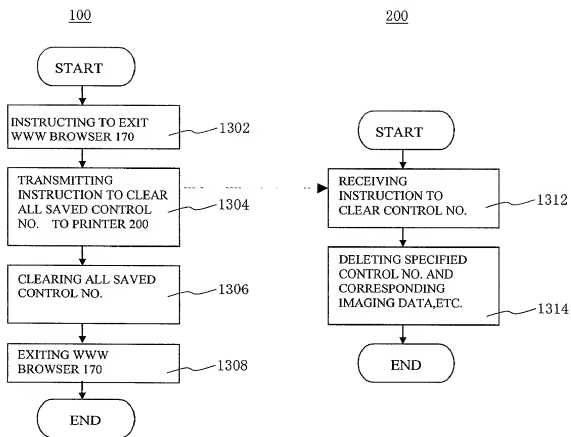 100
200
START
INSTRUCTING TO EXIT
WWW BROWSER 170
1302
TRANSMITTING
INSTRUCTION TO CLEAR
ALL SAVED CONTROL
NO. TO PRINTER 200
1304
CLEARING ALL SAVED
CONTROL NO.
1306
EXITING WWW
BROWSER 170
1308
END
START
RECEIVING
INSTRUCTION TO
CLEAR CONTROL NO.
1312
DELETING SPECIFIED
CONTROL NO. AND
CORRESPONDING
IMAGING DATA,ETC.
1314
END